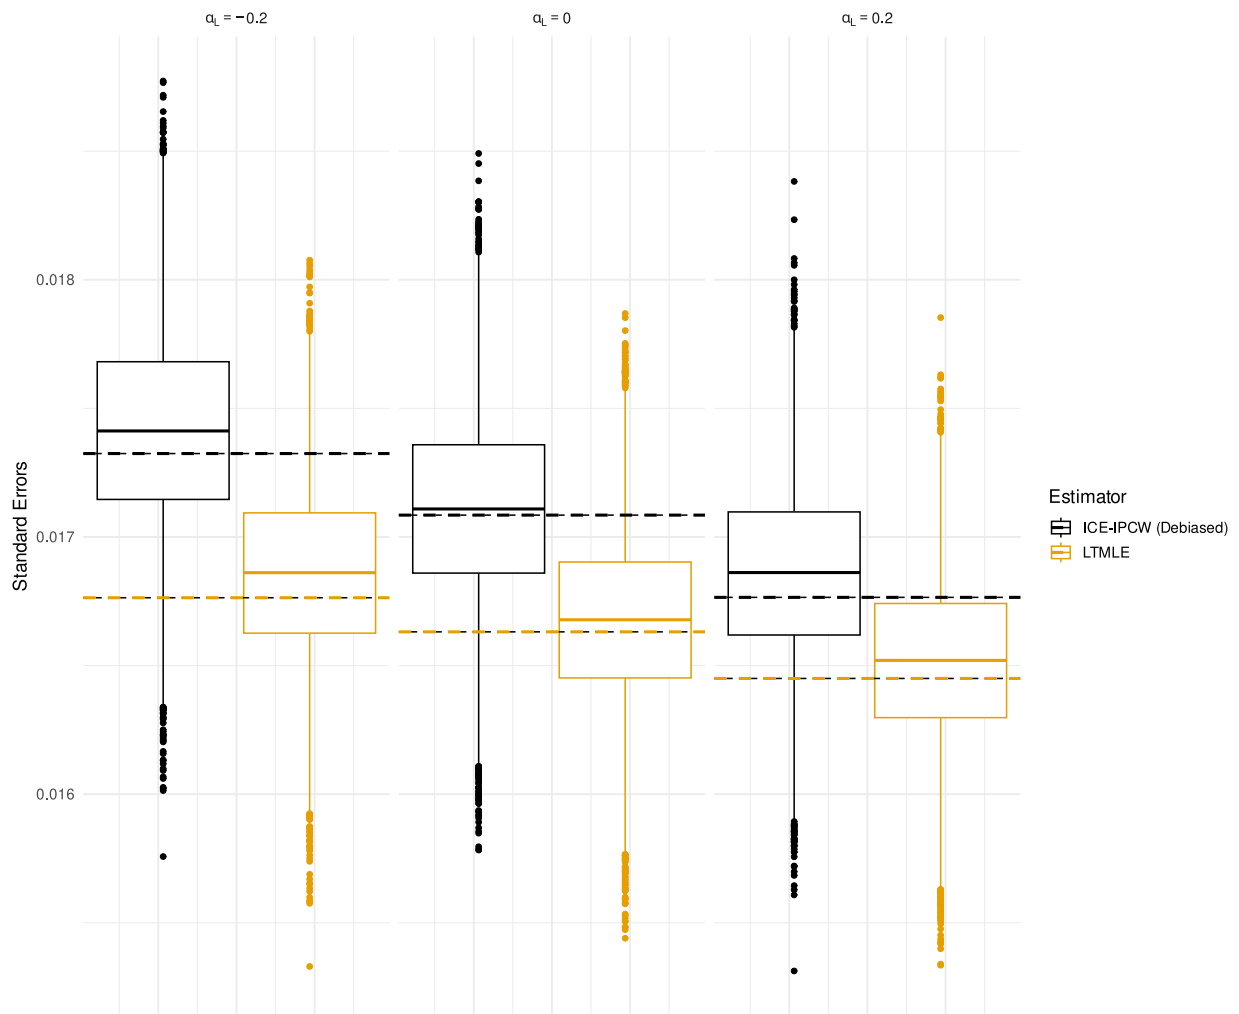 α_L = −0.2
α_L = 0
α_L = 0.2
0.018
0.017
0.016
Standard Errors
Estimator
ICE-IPCW (Debiased)
LTMLE